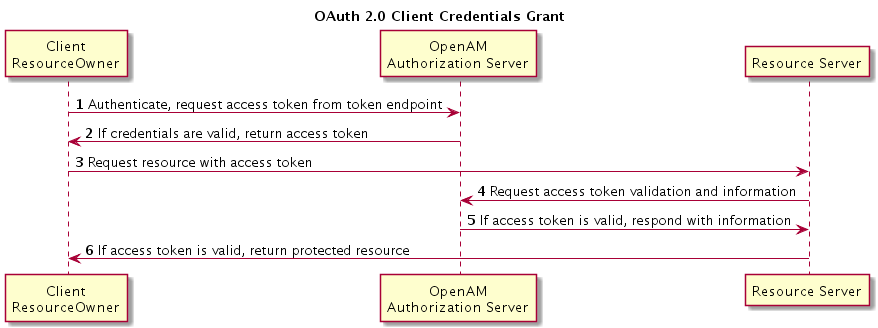 OAuth 2.0 Client Credentials Grant
Client
ResourceOwner
OpenAM
Authorization Server
Resource Server
1 Authenticate, request access token from token endpoint
2 If credentials are valid, return access token
3 Request resource with access token
4 Request access token validation and information
5 If access token is valid, respond with information
6 If access token is valid, return protected resource
Client
ResourceOwner
OpenAM
Authorization Server
Resource Server